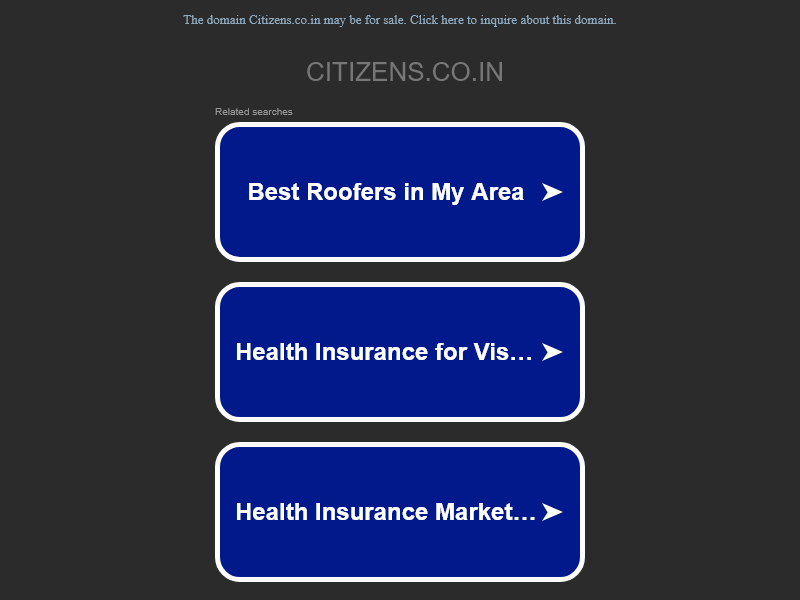 The domain Citizens.co.in may be for sale. Click here to inquire about this domain.
CITIZENS.CO.IN
Related searches
Best Roofers in My Area
Health Insurance for Vis...
Health Insurance Market...